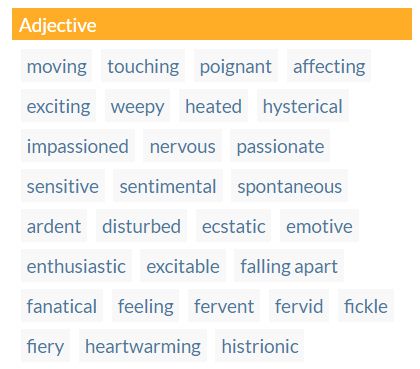 Adjective
moving touching poignant affecting
exciting weepy heated hysterical
impassioned nervous passionate
sensitive sentimental spontaneous
ardent disturbed ecstatic emotive
enthusiastic excitable falling apart
fanatical feeling fervent fervid fickle
fiery heartwarming histrionic